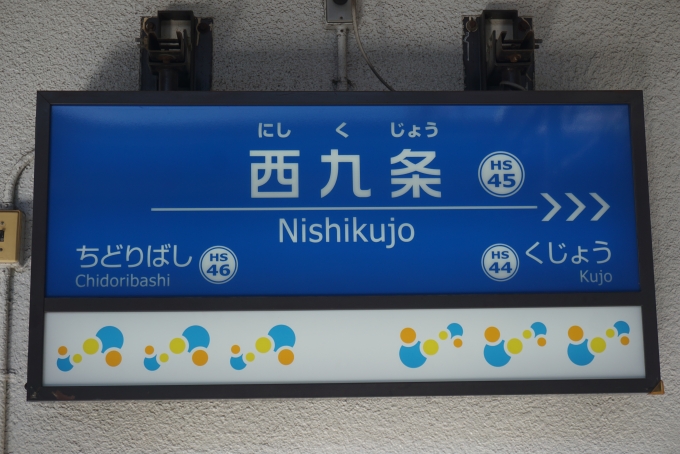 にし く じょう
西九条 HS 45
Nishikujo
ちどりばし HS 46
Chidoribashi
HS 44 くじょう
Kujo